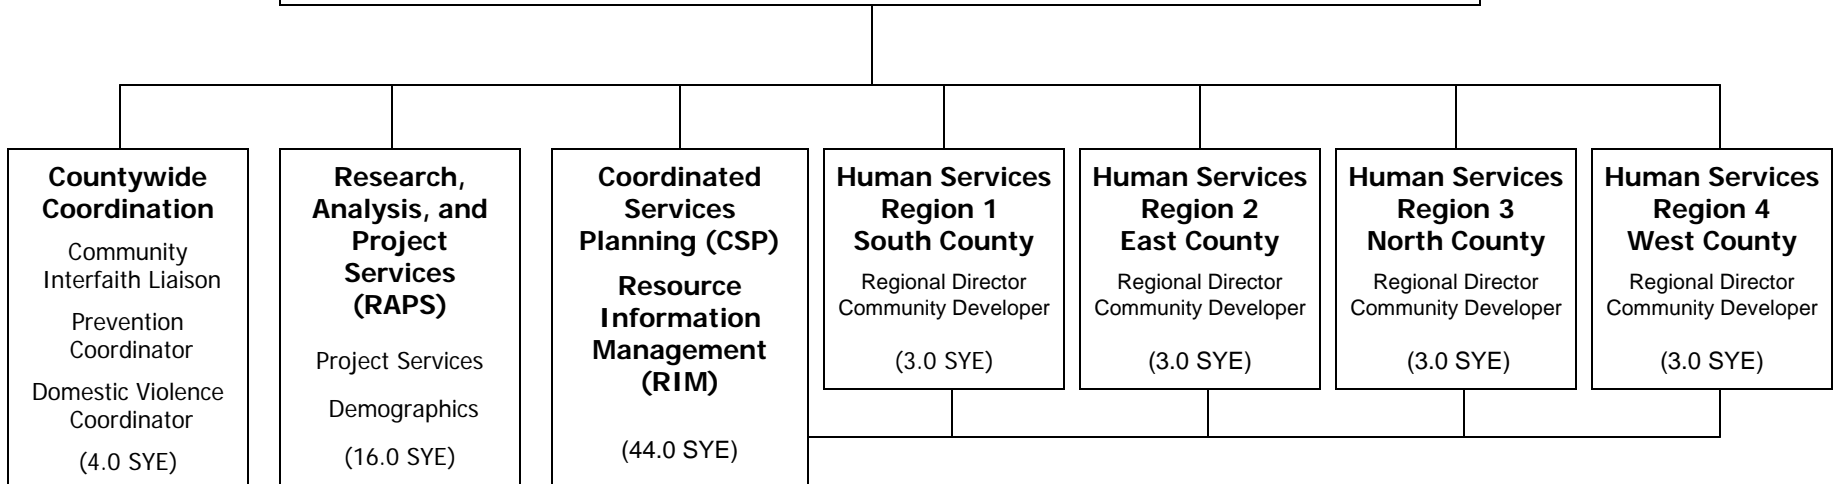 Countywide
Coordination
Community
Interfaith Liaison
Prevention
Coordinator
Domestic Violence
Coordinator
(4.0 SYE)
Research,
Analysis, and
Project
Services
(RAPS)
Project Services
Demographics
(16.0 SYE)
Coordinated
Services
Planning (CSP)
Resource
Information
Management
(RIM)
(44.0 SYE)
Human Services
Region 1
South County
Regional Director
Community Developer
(3.0 SYE)
Human Services
Region 2
East County
Regional Director
Community Developer
(3.0 SYE)
Human Services
Region 3
North County
Regional Director
Community Developer
(3.0 SYE)
Human Services
Region 4
West County
Regional Director
Community Developer
(3.0 SYE)